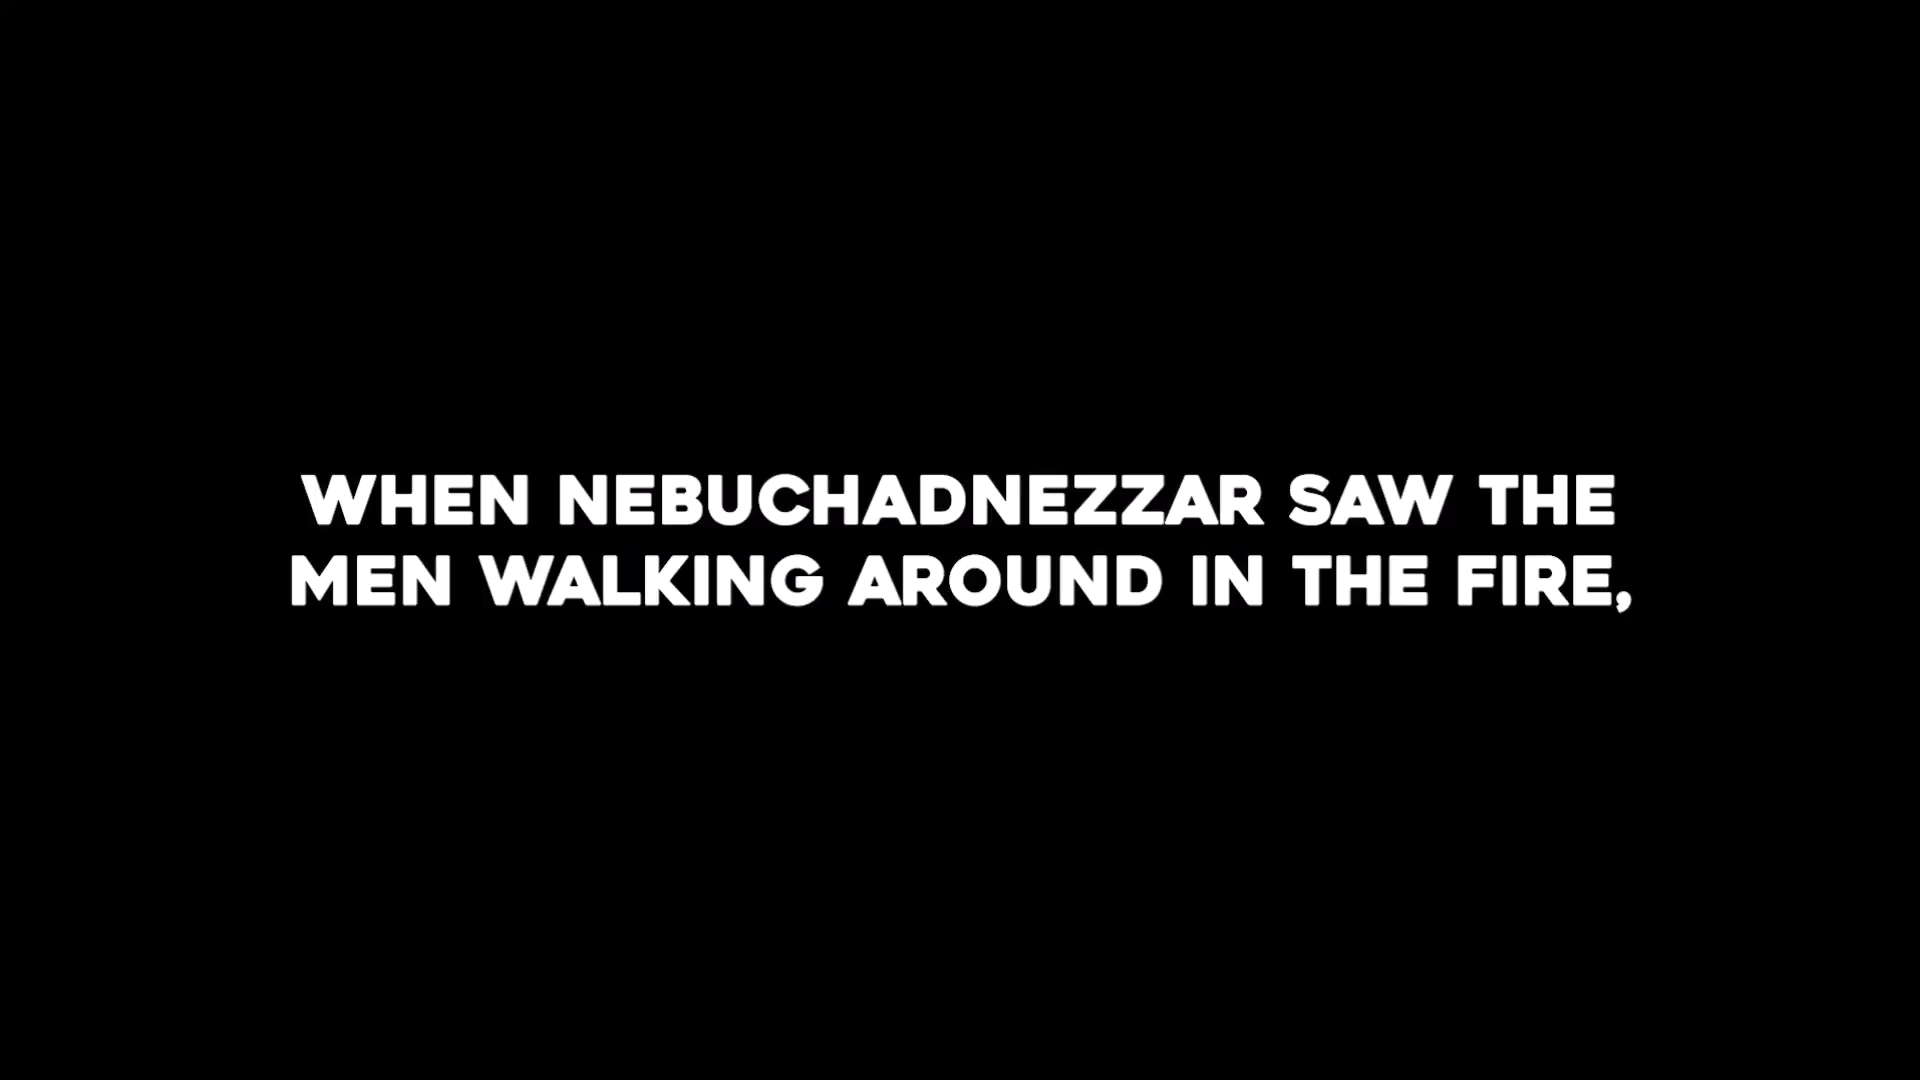 WHEN NEBUCHADNEZZAR SAW THE
MEN WALKING AROUND IN THE FIRE,